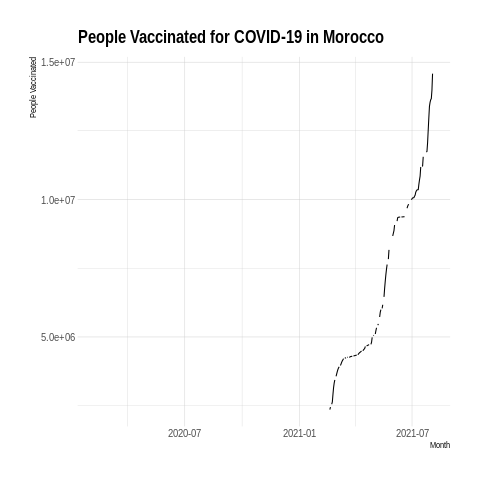 People Vaccinated for COVID-19 in Morocco
People Vaccinated
1.5e+07
1.0e+07
5.0e+06
2020-07
2021-01
2021-07
Month